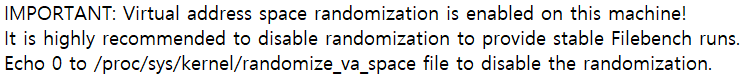 IMPORTANT: Virtual address space randomization is enabled on this machine!
It is highly recommended to disable randomization to provide stable Filebench runs.
Echo 0 to /proc/sys/kernel/randomize_va_space file to disable the randomization.